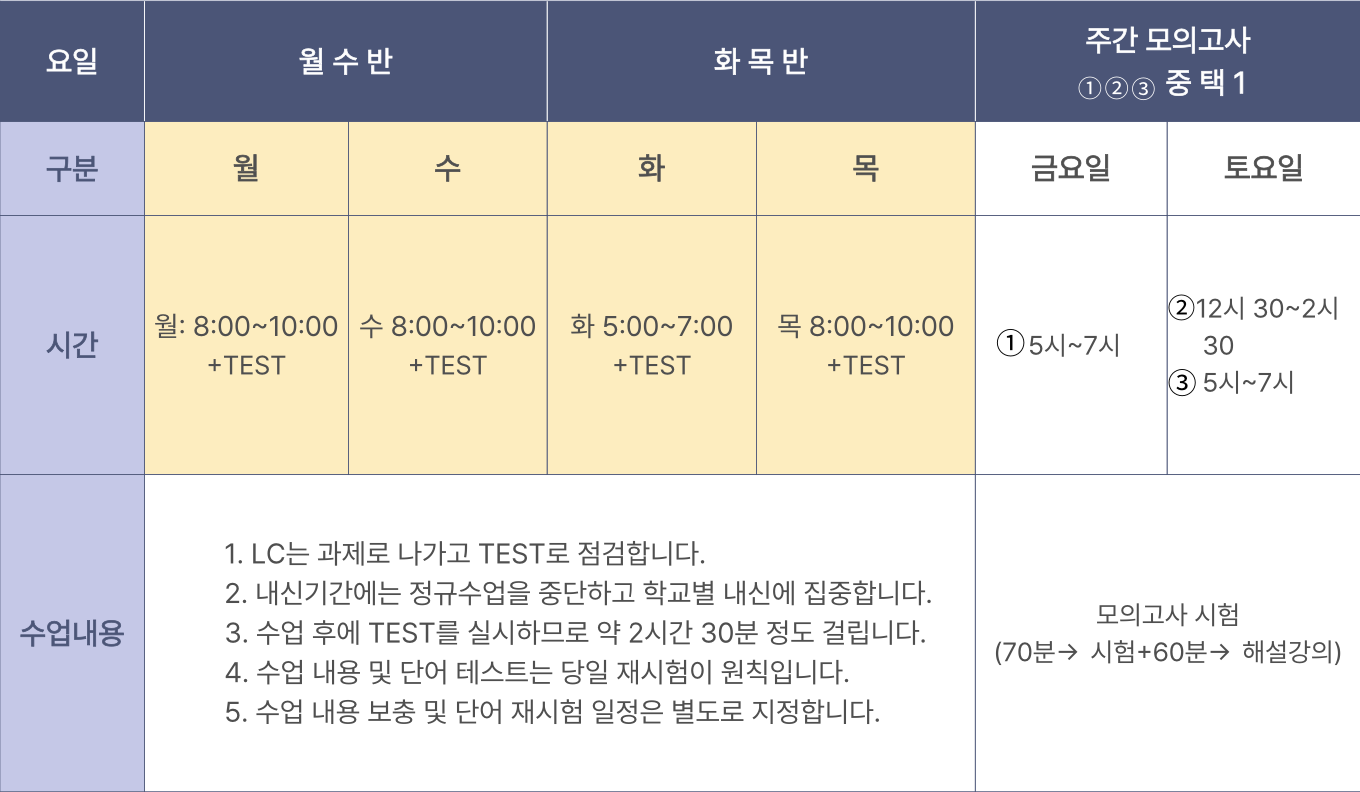 요일
월 수 반
화 목 반
주간 모의고사
①②③ 중 택 1
구분
월
수
화
목
금요일
토요일
시간
월: 8:00~10:00
+TEST
수 8:00~10:00
+TEST
화 5:00~7:00
+TEST
목 8:00~10:00
+TEST
① 5시~7시
②12시 30~2시
30
③ 5시~7시
수업내용
1. LC는 과제로 나가고 TEST로 점검합니다.
2. 내신기간에는 정규수업을 중단하고 학교별 내신에 집중합니다.
3. 수업 후에 TEST를 실시하므로 약 2시간 30분 정도 걸립니다.
4. 수업 내용 및 단어 테스트는 당일 재시험이 원칙입니다.
5. 수업 내용 보충 및 단어 재시험 일정은 별도로 지정합니다.
모의고사 시험
(70분→ 시험+60분→ 해설강의)